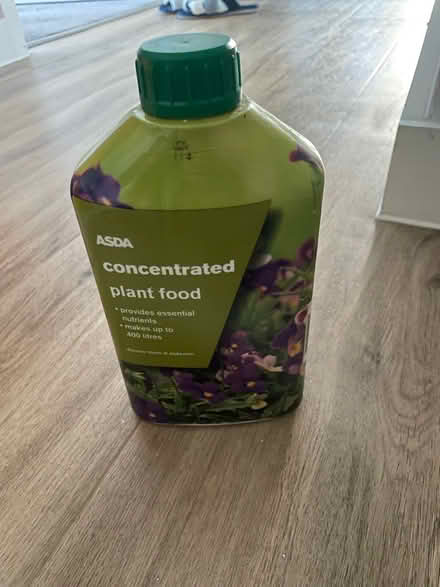 ASDA
concentrated
plant food
• provides essential
nutrients
• makes up to
400 litres